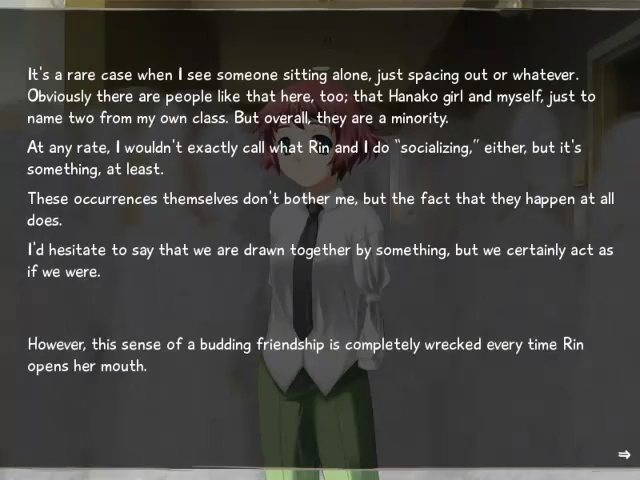 It's a rare case when I see someone sitting alone, just spacing out or whatever.
Obviously there are people like that here, too; that Hanako girl and myself, just to
name two from my own class. But overall, they are a minority.
At any rate, I wouldn't exactly call what Rin and I do “socializing,” either, but it's
something, at least.
These occurrences themselves don't bother me, but the fact that they happen at all
does.
I'd hesitate to say that we are drawn together by something, but we certainly act as
if we were.
However, this sense of a budding friendship is completely wrecked every time Rin
opens her mouth.